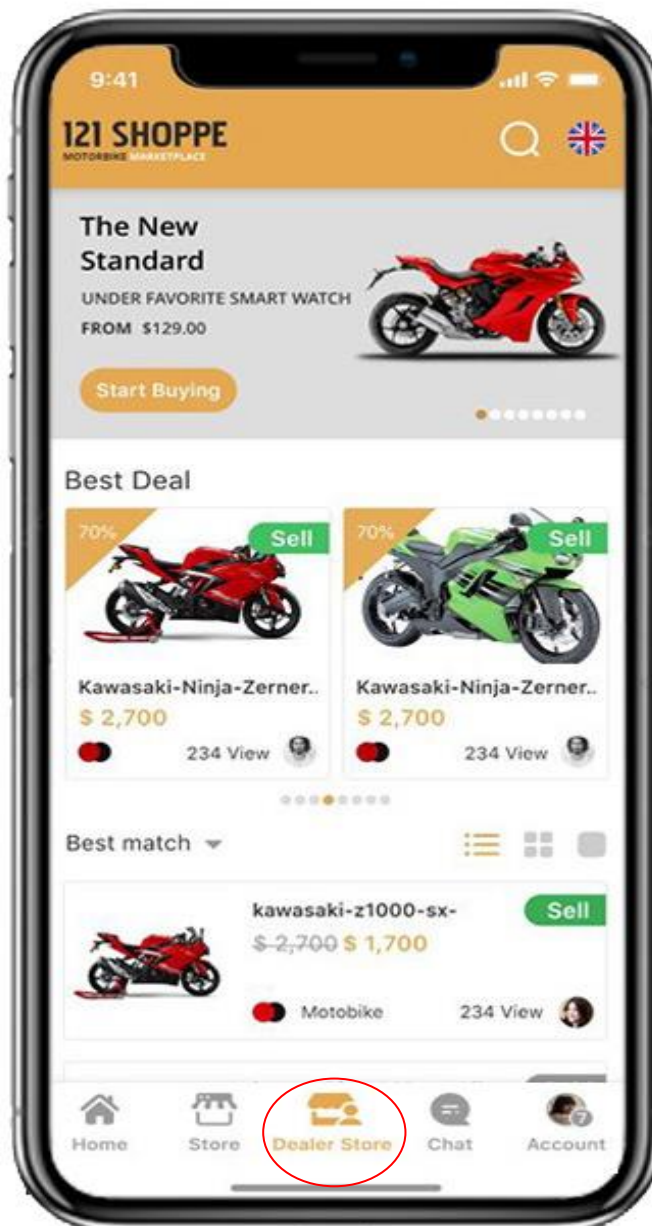 9:41
121 SHOPPE
MOTORBIKE MARKETPLACE
The New
Standard
UNDER FAVORITE SMART WATCH
FROM $129.00
Start Buying
Best Deal
70%
Sell
70%
Sell
Kawasaki-Ninja-Zerner..
Kawasaki-Ninja-Zerner..
$ 2,700
$ 2,700
234 View
234 View
Best match
kawasaki-z1000-sx-
Sell
$ 2,700 $ 1,700
Motobike
234 View
7
Home
Store
Dealer Store
Chat
Account